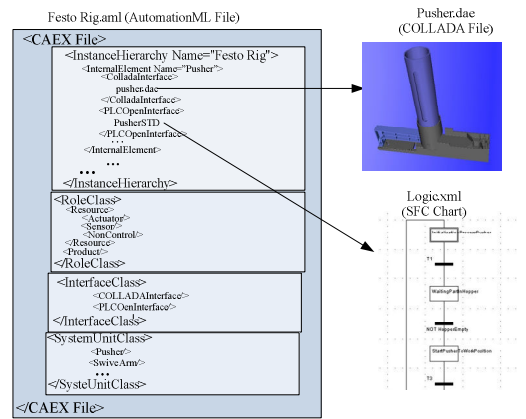 Festo Rig.aml (AutomationML File)
<CAEX File>
<InstanceHierarchy Name="Festo Rig">
<InternalElement Name="Pusher">
<ColladaInterface>
pusher.dae
</ColladaInterface>
<PLCOpenInterface>
PusherSTD
</PLCOpenInterface>
...
</InternalElement>
...
...
</InstanceHierarchy>
<RoleClass>
<Resource>
<Actuator/>
<Sensor/>
<NonControl/>
</Resource>
<Product/>
</RoleClass>
<InterfaceClass>
<COLLADAInterface/>
<PLCOenInterface/>
</InterfaceClass>
<SystemUnitClass>
<Pusher/>
<SwiveArm/>
...
</SysteUnitClass>
</CAEX File>
Pusher.dae
(COLLADA File)
Logic.xml
(SFC Chart)
T1
WaitingPartInHopper
NOT HopperEmpty
StartPusherToWorkPosition
T2